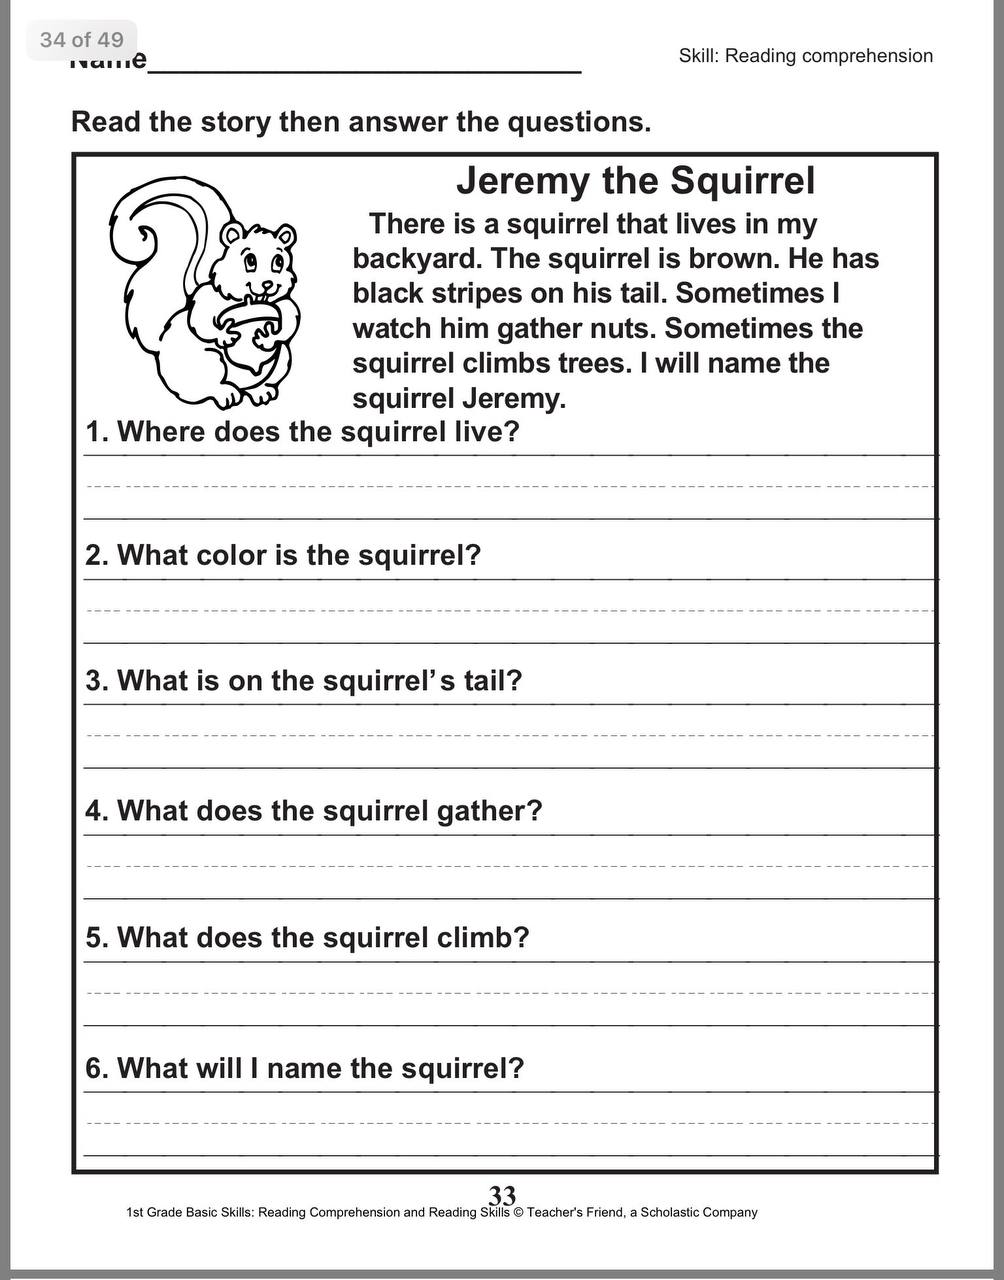 34 of 49
Name
Skill: Reading comprehension
Read the story then answer the questions.
Jeremy the Squirrel
There is a squirrel that lives in my
backyard. The squirrel is brown. He has
black stripes on his tail. Sometimes I
watch him gather nuts. Sometimes the
squirrel climbs trees. I will name the
squirrel Jeremy.
1. Where does the squirrel live?
2. What color is the squirrel?
3. What is on the squirrel's tail?
4. What does the squirrel gather?
5. What does the squirrel climb?
6. What will I name the squirrel?
33
1st Grade Basic Skills: Reading Comprehension and Reading Skills © Teacher's Friend, a Scholastic Company